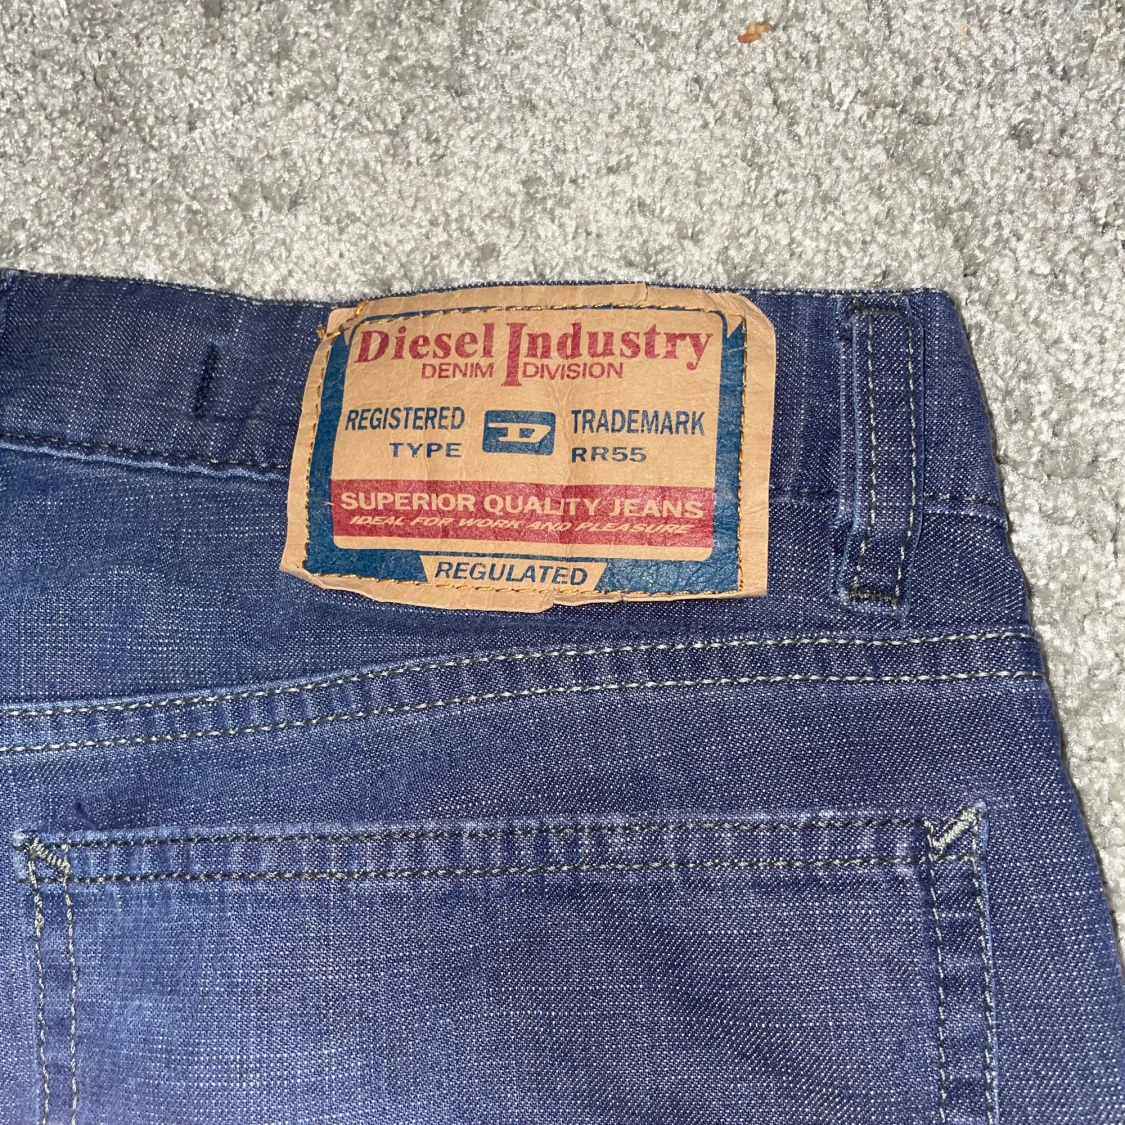 Diesel Industry
DENIM DIVISION
REGISTERED D TRADEMARK
TYPE RR55
SUPERIOR QUALITY JEANS
IDEAL FOR WORK AND PLEASURE
REGULATED